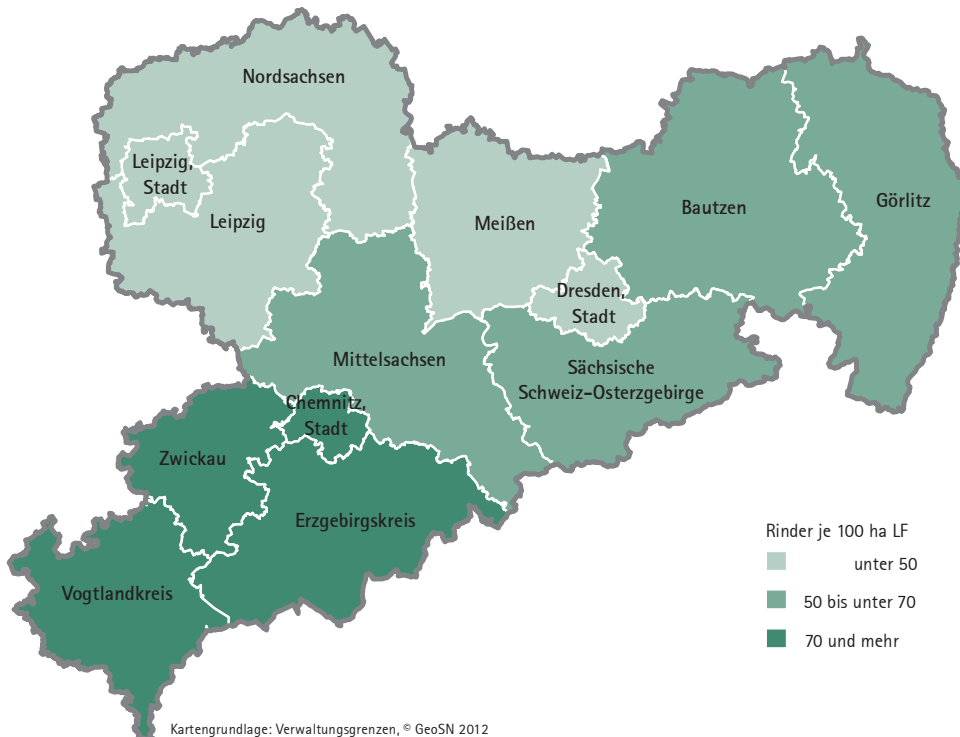 Nordsachsen
Leipzig,
Stadt
Leipzig
Meißen
Bautzen
Görlitz
Dresden,
Stadt
Mittelsachsen
Sächsische
Schweiz-Osterzgebirge
Chemnitz,
Stadt
Zwickau
Erzgebirgskreis
Vogtlandkreis
Rinder je 100 ha LF
unter 50
50 bis unter 70
70 und mehr
Kartengrundlage: Verwaltungsgrenzen, © GeoSN 2012